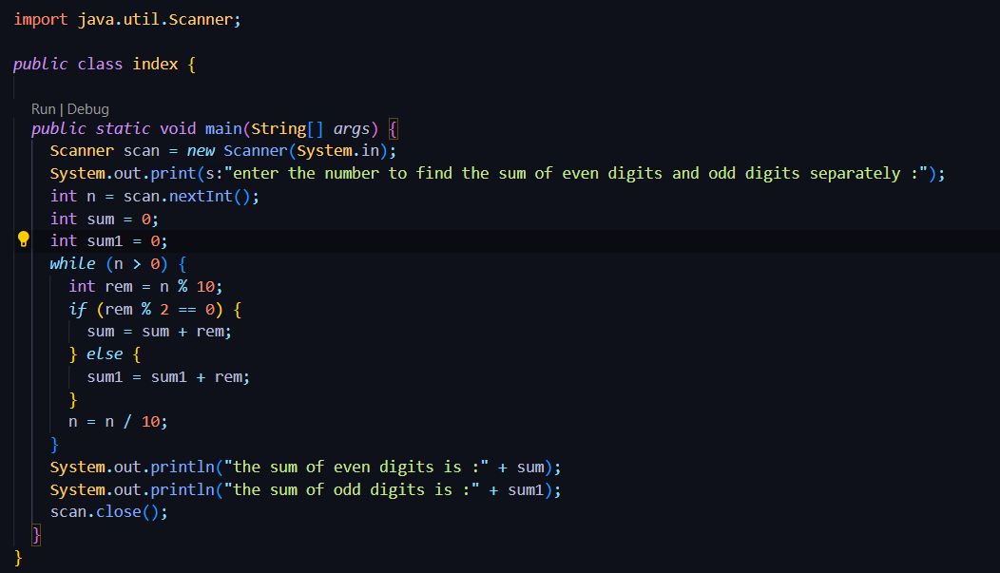 import java.util.Scanner;
public class index {
Run | Debug
public static void main(String[] args) {
Scanner scan = new Scanner(System.in);
System.out.print(s:"enter the number to find the sum of even digits and odd digits separately :");
int n = scan.nextInt();
int sum = 0;
int sum1 = 0;
while (n > 0) {
int rem = n % 10;
if (rem % 2 == 0) {
sum = sum + rem;
} else {
sum1 = sum1 + rem;
}
n = n / 10;
}
System.out.println("the sum of even digits is :" + sum);
System.out.println("the sum of odd digits is :" + sum1);
scan.close();
}
}